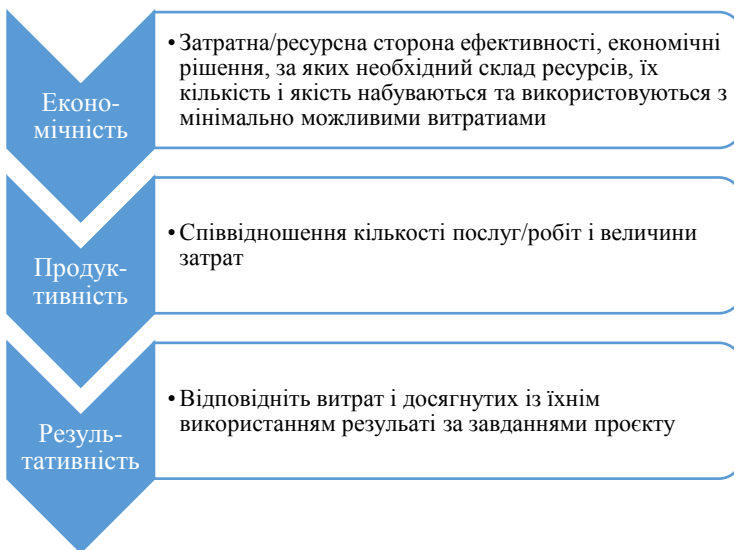 Еконо-
мічність
• Затратна/ресурсна сторона ефективності, економічні
рішення, за яких необхідний склад ресурсів, їх
кількість і якість набуваються та використовуються з
мінімально можливими витратиами
Продук-
тивність
• Співвідношення кількості послуг/робіт і величини
затрат
Резуль-
тативність
• Відповідніть витрат і досягнутих із їхнім
використанням резульаті за завданнями проєкту